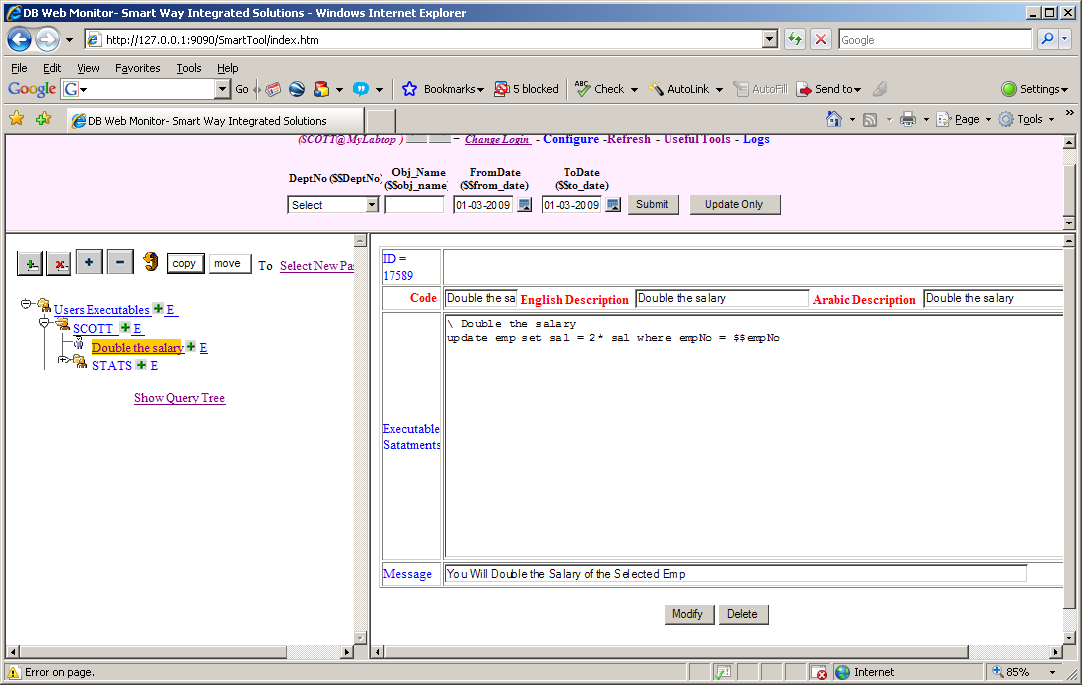 DB Web Monitor- Smart Way Integrated Solutions - Windows Internet Explorer
http://127.0.0.1:9090/SmartTool/index.htm
Google
File Edit View Favorites Tools Help
Google G Go Bookmarks 5 blocked ABC Check AutoLink AutoFill Send to Settings
DB Web Monitor- Smart Way Integrated Solutions Page Tools »
(SCOTT@MyLabtop ) – Change Login - Configure -Refresh - Useful Tools - Logs
DeptNo ($$DeptNo)
Obj_Name
($$obj_name)
FromDate
($$from_date)
ToDate
($$to_date)
Select 01-03-2009 01-03-2009 Submit Update Only
copy move To Select New Pa
Users Executables E
SCOTT E
Double the salary E
STATS E
Show Query Tree
ID =
17589
Code Double the sa English Description Double the salary Arabic Description Double the salary
\ Double the salary
update emp set sal = 2* sal where empNo = $$empNo
Executable
Satatments
Message You Will Double the Salary of the Selected Emp
Modify Delete
Error on page. Internet 85%